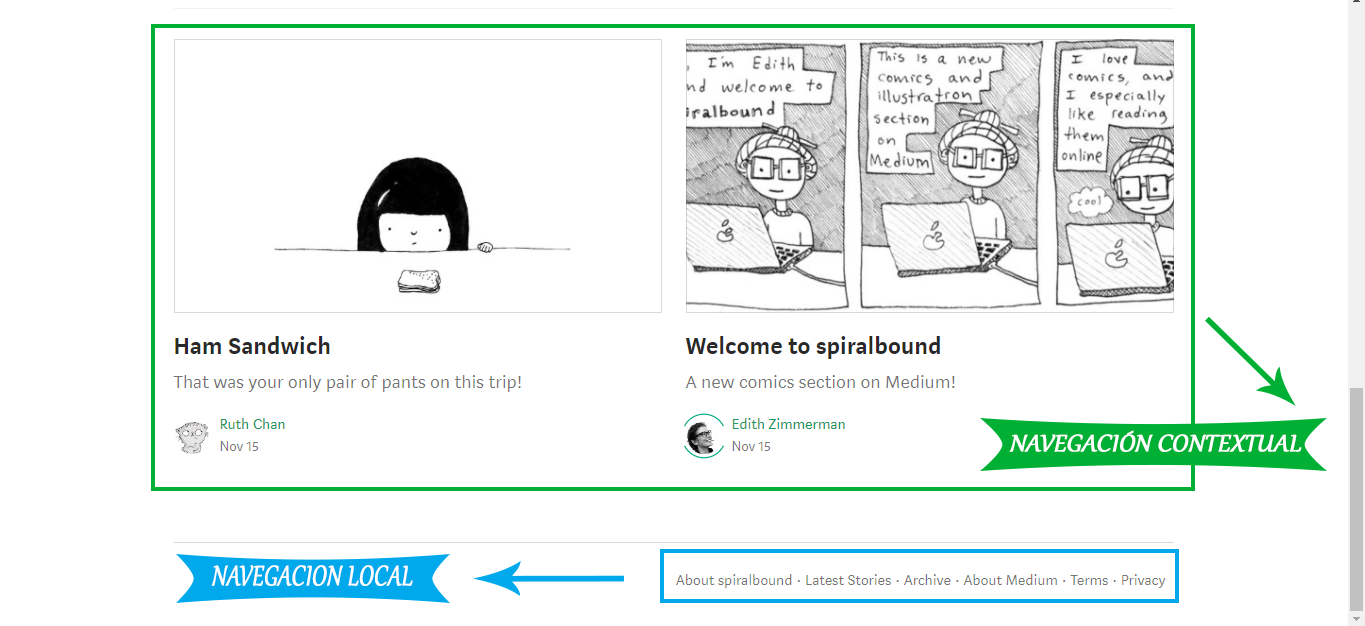 , I'm Edith
nd welcome to
iralbound
This is a new
comics and
illustration
section
on
Medium
I love
comics, and
I especially
like reading
them
online
cool
Ham Sandwich
That was your only pair of pants on this trip!
Ruth Chan
Nov 15
Welcome to spiralbound
A new comics section on Medium!
Edith Zimmerman
Nov 15
NAVEGACIÓN CONTEXTUAL
NAVEGACION LOCAL
About spiralbound · Latest Stories · Archive · About Medium · Terms · Privacy